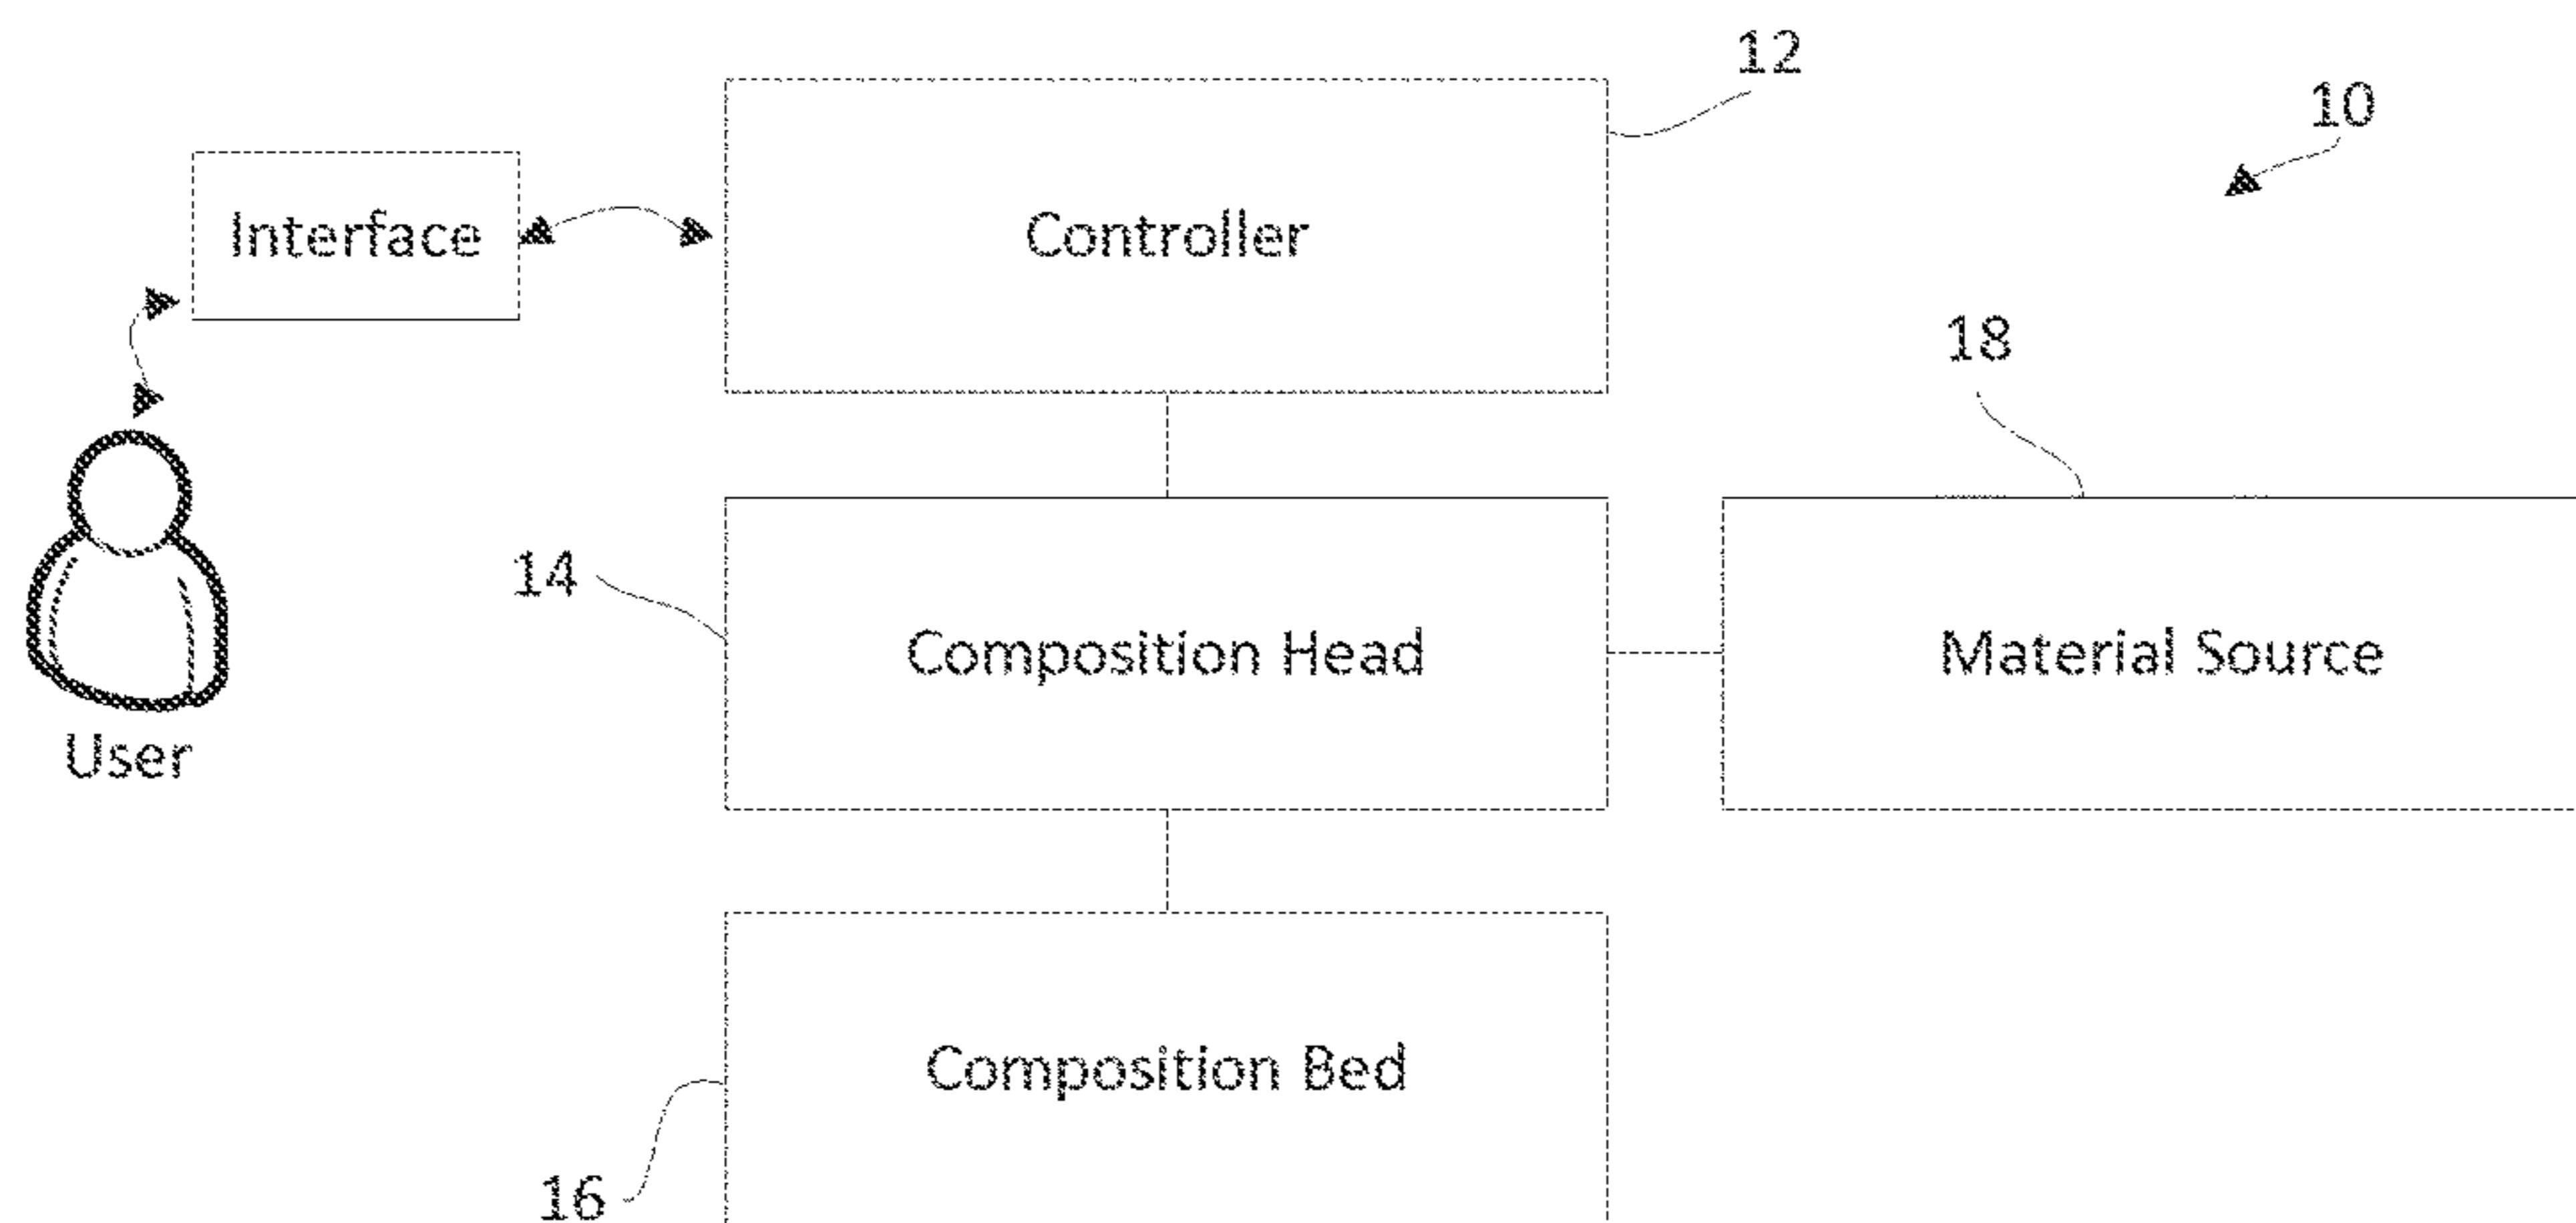 12
10
Interface
Controller
18
14
Composition Head
Material Source
User
Composition Bed
16